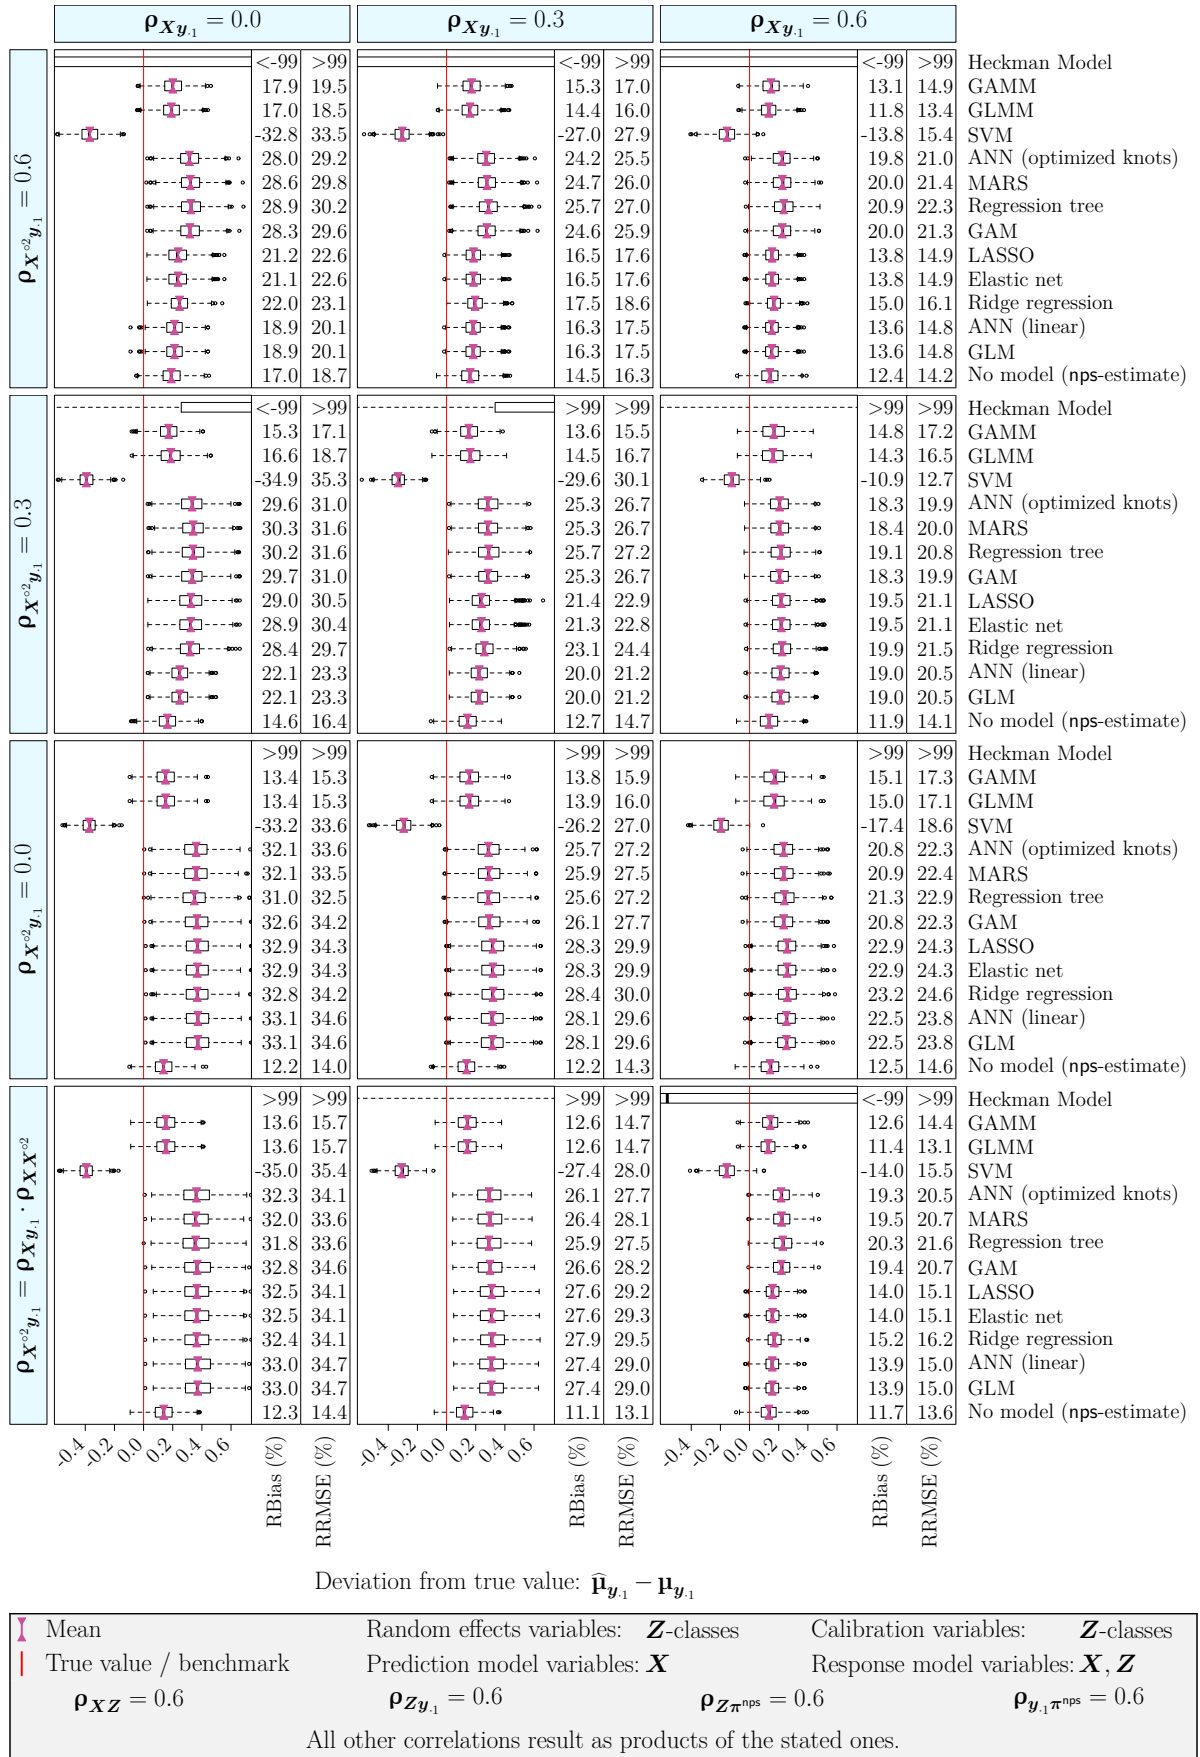 ρXy.1 = 0.0 ρXy.1 = 0.3 ρXy.1 = 0.6
ρX∘2y.1 = 0.6
<-99 >99 <-99 >99 <-99 >99 Heckman Model
17.9 19.5 15.3 17.0 13.1 14.9 GAMM
17.0 18.5 14.4 16.0 11.8 13.4 GLMM
-32.8 33.5 -27.0 27.9 -13.8 15.4 SVM
28.0 29.2 24.2 25.5 19.8 21.0 ANN (optimized knots)
28.6 29.8 24.7 26.0 20.0 21.4 MARS
28.9 30.2 25.7 27.0 20.9 22.3 Regression tree
28.3 29.6 24.6 25.9 20.0 21.3 GAM
21.2 22.6 16.5 17.6 13.8 14.9 LASSO
21.1 22.6 16.5 17.6 13.8 14.9 Elastic net
22.0 23.1 17.5 18.6 15.0 16.1 Ridge regression
18.9 20.1 16.3 17.5 13.6 14.8 ANN (linear)
18.9 20.1 16.3 17.5 13.6 14.8 GLM
17.0 18.7 14.5 16.3 12.4 14.2 No model (nps-estimate)
ρX∘2y.1 = 0.3
<-99 >99 >99 >99 >99 >99 Heckman Model
15.3 17.1 13.6 15.5 14.8 17.2 GAMM
16.6 18.7 14.5 16.7 14.3 16.5 GLMM
-34.9 35.3 -29.6 30.1 -10.9 12.7 SVM
29.6 31.0 25.3 26.7 18.3 19.9 ANN (optimized knots)
30.3 31.6 25.3 26.7 18.4 20.0 MARS
30.2 31.6 25.7 27.2 19.1 20.8 Regression tree
29.7 31.0 25.3 26.7 18.3 19.9 GAM
29.0 30.5 21.4 22.9 19.5 21.1 LASSO
28.9 30.4 21.3 22.8 19.5 21.1 Elastic net
28.4 29.7 23.1 24.4 19.9 21.5 Ridge regression
22.1 23.3 20.0 21.2 19.0 20.5 ANN (linear)
22.1 23.3 20.0 21.2 19.0 20.5 GLM
14.6 16.4 12.7 14.7 11.9 14.1 No model (nps-estimate)
ρX∘2y.1 = 0.0
>99 >99 >99 >99 >99 >99 Heckman Model
13.4 15.3 13.8 15.9 15.1 17.3 GAMM
13.4 15.3 13.9 16.0 15.0 17.1 GLMM
-33.2 33.6 -26.2 27.0 -17.4 18.6 SVM
32.1 33.6 25.7 27.2 20.8 22.3 ANN (optimized knots)
32.1 33.5 25.9 27.5 20.9 22.4 MARS
31.0 32.5 25.6 27.2 21.3 22.9 Regression tree
32.6 34.2 26.1 27.7 20.8 22.3 GAM
32.9 34.3 28.3 29.9 22.9 24.3 LASSO
32.9 34.3 28.3 29.9 22.9 24.3 Elastic net
32.8 34.2 28.4 30.0 23.2 24.6 Ridge regression
33.1 34.6 28.1 29.6 22.5 23.8 ANN (linear)
33.1 34.6 28.1 29.6 22.5 23.8 GLM
12.2 14.0 12.2 14.3 12.5 14.6 No model (nps-estimate)
ρX∘2y.1 = ρXy.1 · ρXX∘2
>99 >99 >99 >99 <-99 >99 Heckman Model
13.6 15.7 12.6 14.7 12.6 14.4 GAMM
13.6 15.7 12.6 14.7 11.4 13.1 GLMM
-35.0 35.4 -27.4 28.0 -14.0 15.5 SVM
32.3 34.1 26.1 27.7 19.3 20.5 ANN (optimized knots)
32.0 33.6 26.4 28.1 19.5 20.7 MARS
31.8 33.6 25.9 27.5 20.3 21.6 Regression tree
32.8 34.6 26.6 28.2 19.4 20.7 GAM
32.5 34.1 27.6 29.2 14.0 15.1 LASSO
32.5 34.1 27.6 29.3 14.0 15.1 Elastic net
32.4 34.1 27.9 29.5 15.2 16.2 Ridge regression
33.0 34.7 27.4 29.0 13.9 15.0 ANN (linear)
33.0 34.7 27.4 29.0 13.9 15.0 GLM
12.3 14.4 11.1 13.1 11.7 13.6 No model (nps-estimate)
-0.4 -0.2 0.0 0.2 0.4 0.6 RBias (%) RRMSE (%) -0.4 -0.2 0.0 0.2 0.4 0.6 RBias (%) RRMSE (%) -0.4 -0.2 0.0 0.2 0.4 0.6 RBias (%) RRMSE (%)
Deviation from true value: μ̂y.1 − μy.1
Mean Random effects variables: Z-classes Calibration variables: Z-classes
True value / benchmark Prediction model variables: X Response model variables: X, Z
ρXZ = 0.6 ρZy.1 = 0.6 ρZπnps = 0.6 ρy.1πnps = 0.6
All other correlations result as products of the stated ones.